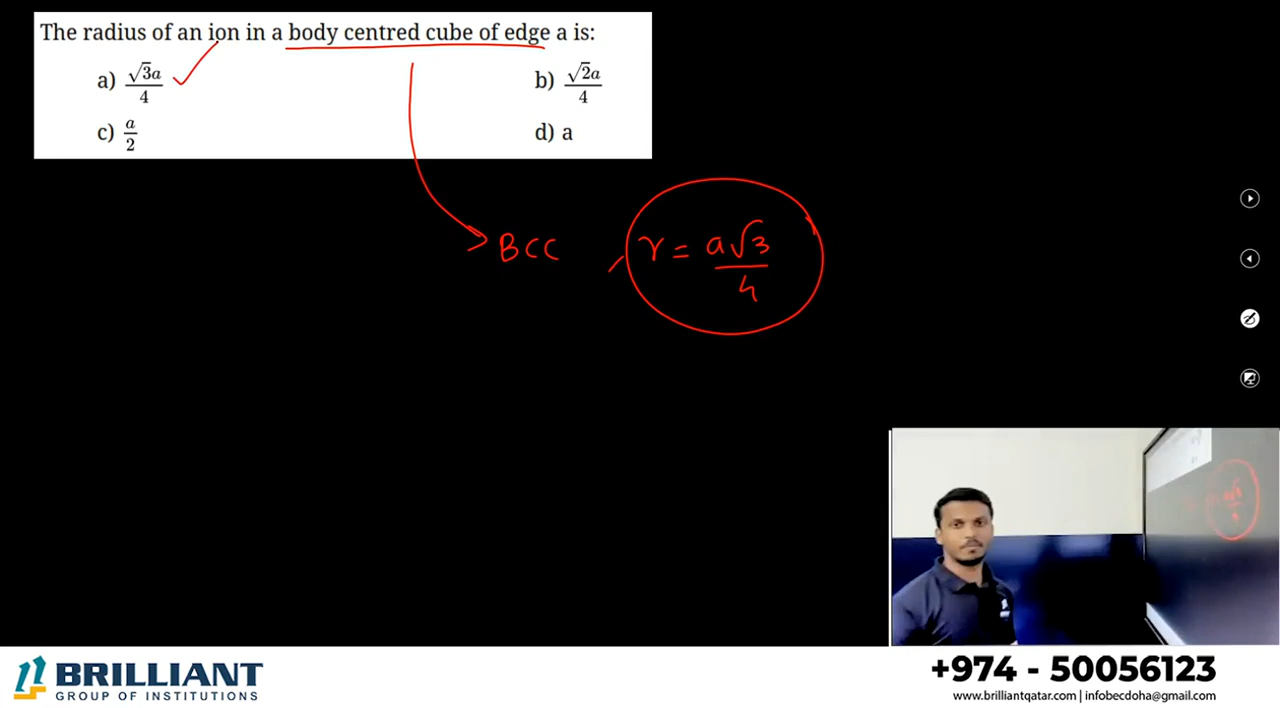 The radius of an ion in a body centred cube of edge a is:
a) √3a/4
b) √2a/4
c) a/2
d) a
BCC
r = a√3/4
BRILLIANT
GROUP OF INSTITUTIONS
+974 - 50056123
www.brilliantqatar.com | infobecdoha@gmail.com